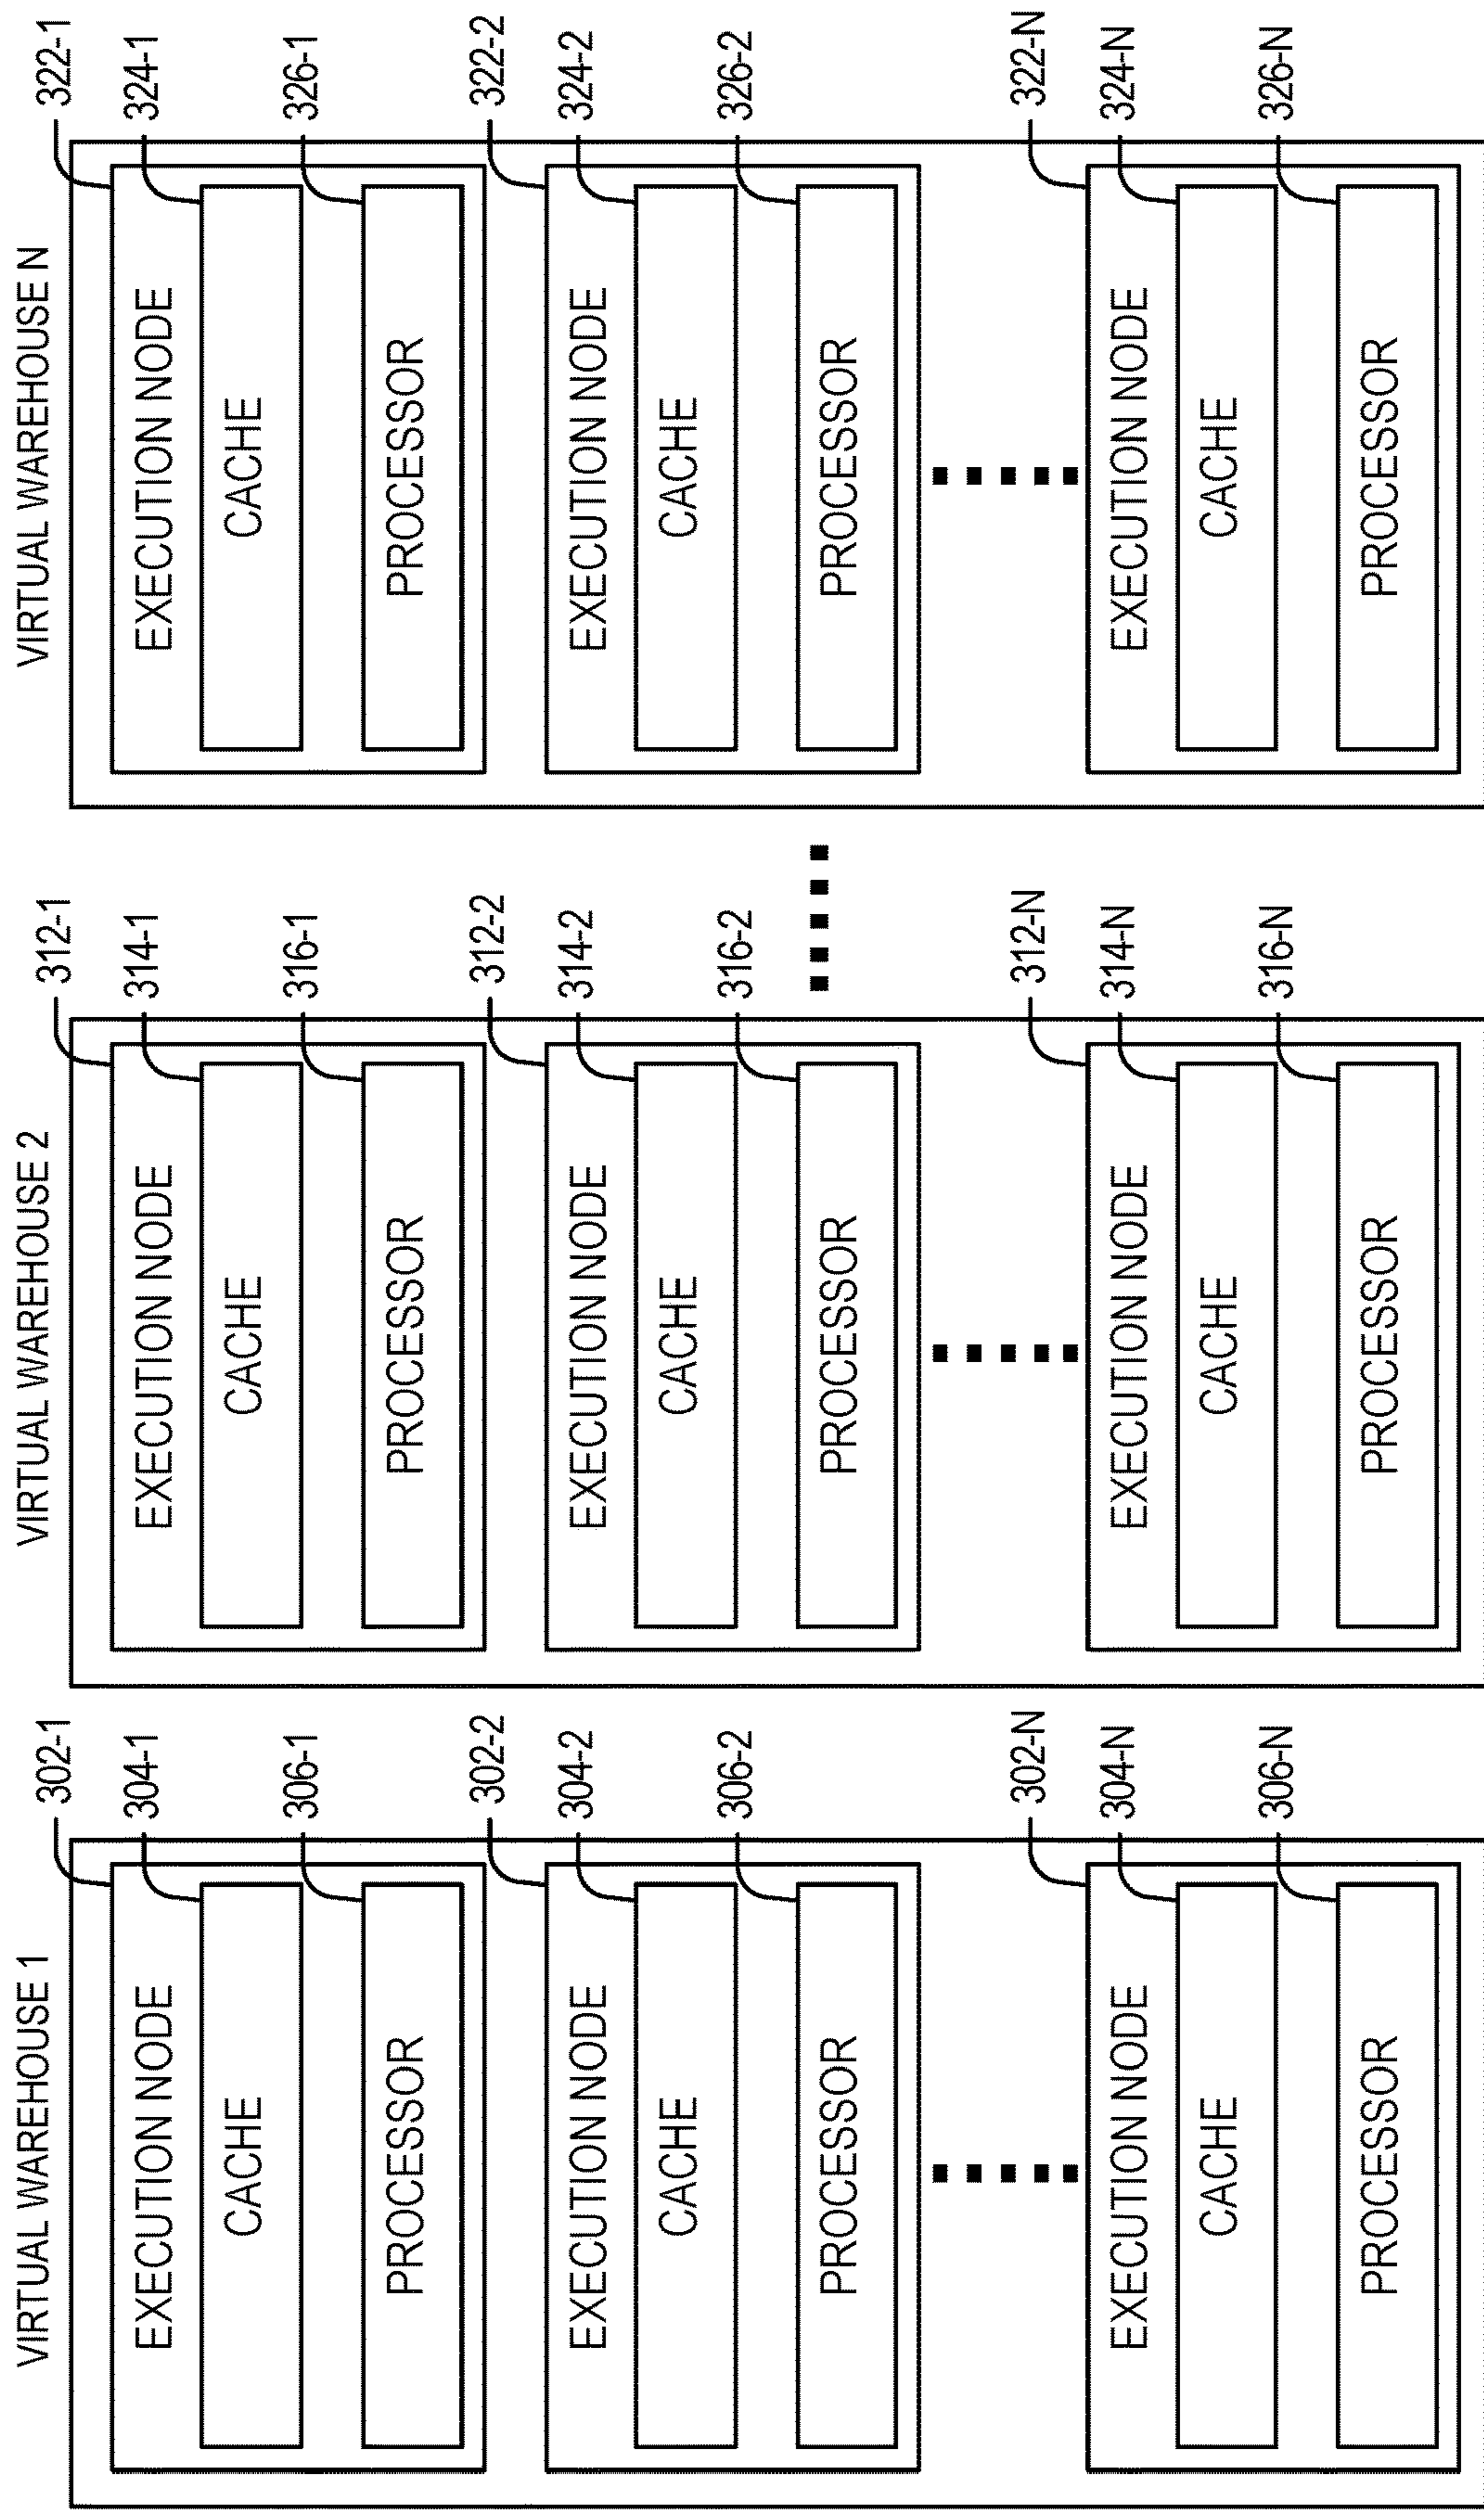 VIRTUAL WAREHOUSE 1
302-1
EXECUTION NODE
304-1
CACHE
306-1
PROCESSOR
302-2
EXECUTION NODE
304-2
CACHE
306-2
PROCESSOR
302-N
EXECUTION NODE
304-N
CACHE
306-N
PROCESSOR
VIRTUAL WAREHOUSE 2
312-1
EXECUTION NODE
314-1
CACHE
316-1
PROCESSOR
312-2
EXECUTION NODE
314-2
CACHE
316-2
PROCESSOR
312-N
EXECUTION NODE
314-N
CACHE
316-N
PROCESSOR
VIRTUAL WAREHOUSE N
322-1
EXECUTION NODE
324-1
CACHE
326-1
PROCESSOR
322-2
EXECUTION NODE
324-2
CACHE
326-2
PROCESSOR
322-N
EXECUTION NODE
324-N
CACHE
326-N
PROCESSOR